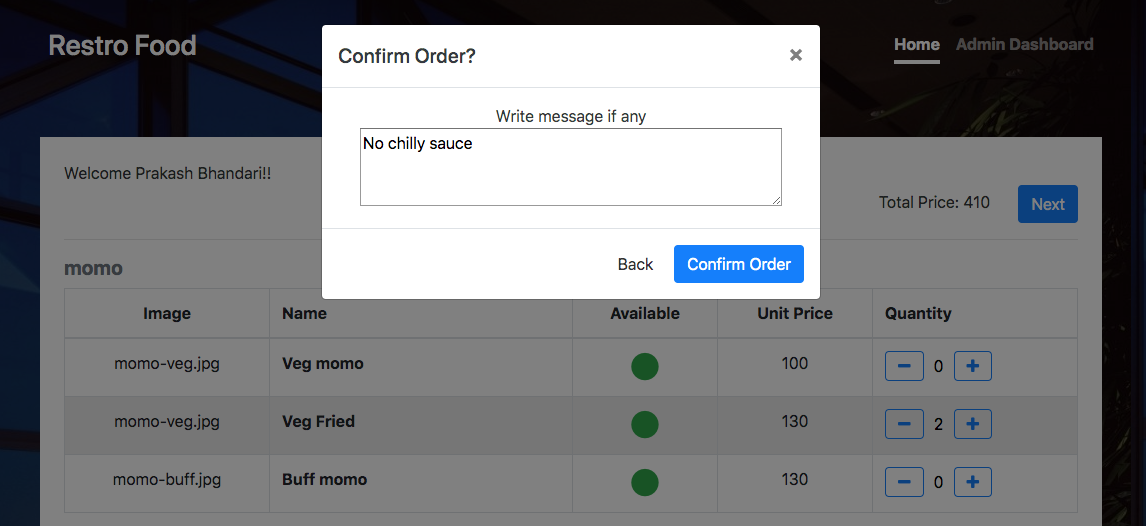 Restro Food
Home Admin Dashboard
Confirm Order?
×
Write message if any
No chilly sauce
Back Confirm Order
Welcome Prakash Bhandari!!
Total Price: 410 Next
momo
Image Name Available Unit Price Quantity
momo-veg.jpg Veg momo 100 − 0 +
momo-veg.jpg Veg Fried 130 − 2 +
momo-buff.jpg Buff momo 130 − 0 +